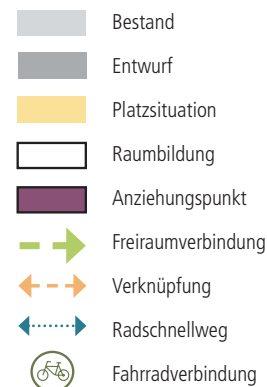 Bestand
Entwurf
Platzsituation
Raumbildung
Anziehungspunkt
Freiraumverbindung
Verknüpfung
Radschnellweg
Fahrradverbindung